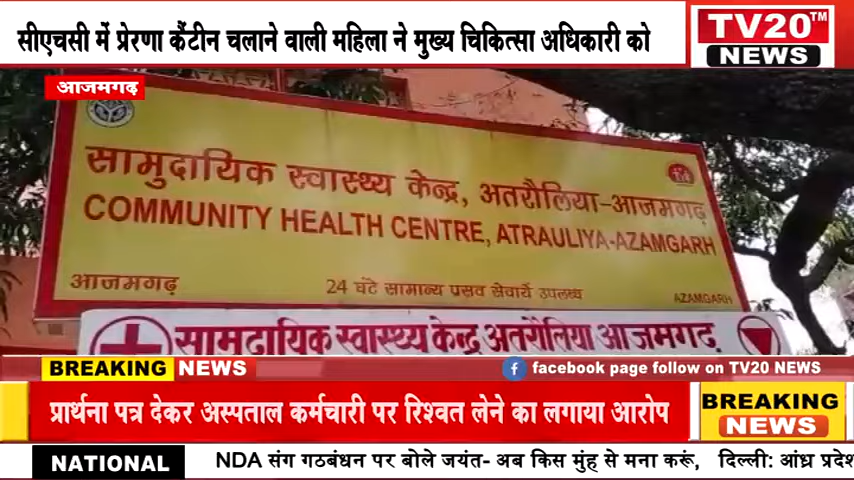 सीएचसी में प्रेरणा कैंटीन चलाने वाली महिला ने मुख्य चिकित्सा अधिकारी को
TV20™
NEWS
आजमगढ़
सामुदायिक स्वास्थ्य केन्द्र, अतरौलिया-आजमगढ़
COMMUNITY HEALTH CENTRE, ATRAULIYA-AZAMGARH
आजमगढ़
24 घंटे सामान्य प्रसव सेवायें उपलब्ध
AZAMGARH
सामुदायिक स्वास्थ्य केन्द्र अतरौलिया आजमगढ़
BREAKING NEWS
facebook page follow on TV20 NEWS
प्रार्थना पत्र देकर अस्पताल कर्मचारी पर रिश्वत लेने का लगाया आरोप
BREAKING
NEWS
NATIONAL
NDA संग गठबंधन पर बोले जयंत- अब किस मुंह से मना करूं, दिल्ली: आंध्र प्रदेश